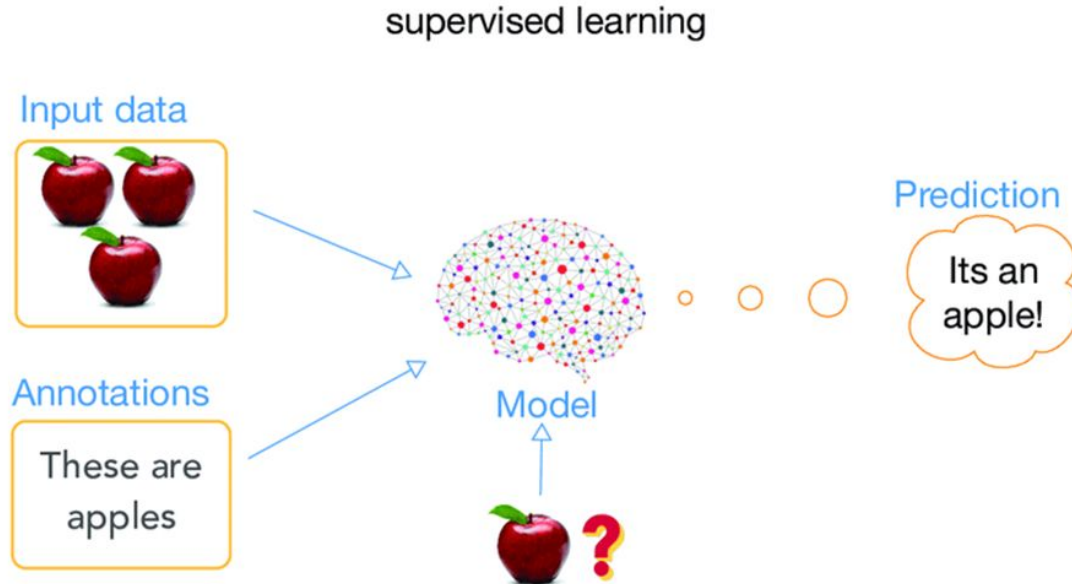 supervised learning
Input data
Prediction
Its an
apple!
Annotations
These are
apples
Model
?